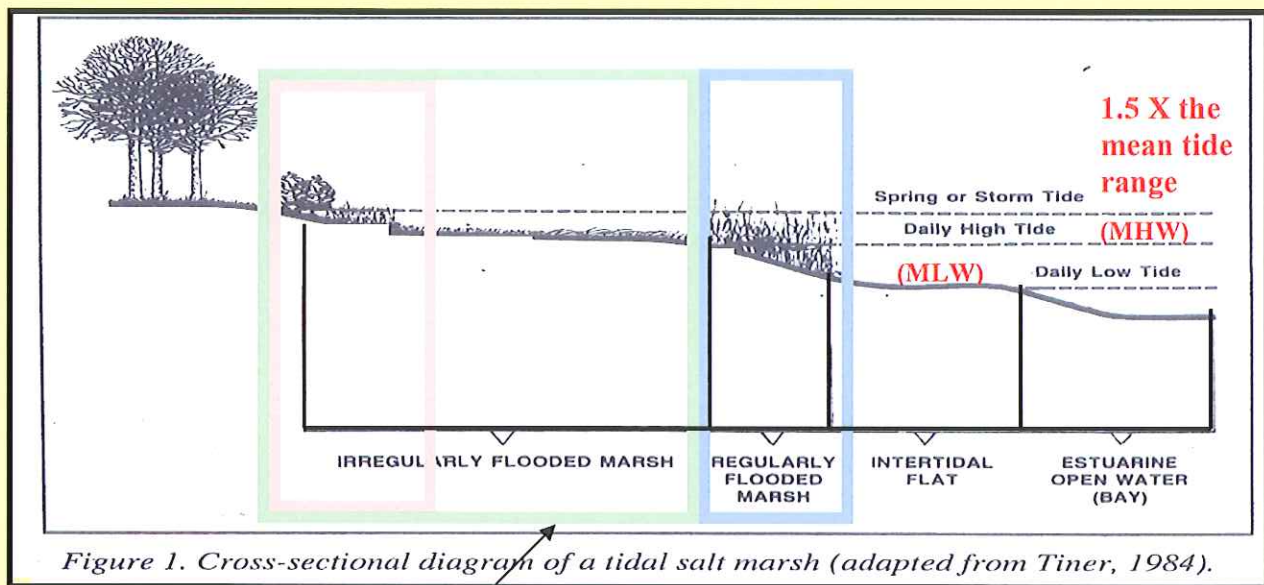 1.5 X the
mean tide
range
Spring or Storm Tide
Daily High Tide
(MHW)
(MLW)
Daily Low Tide
IRREGULARLY FLOODED MARSH
REGULARLY
FLOODED
MARSH
INTERTIDAL
FLAT
ESTUARINE
OPEN WATER
(BAY)
Figure 1. Cross-sectional diagram of a tidal salt marsh (adapted from Tiner, 1984).